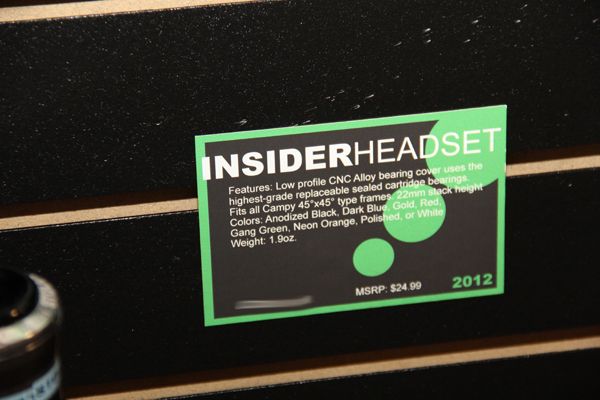 INSIDERHEADSET
Features: Low profile CNC Alloy bearing cover uses the
highest-grade replaceable sealed cartridge bearings.
Fits all Campy 45°x45° type frames. 22mm stack height
Colors: Anodized Black, Dark Blue, Gold, Red,
Gang Green, Neon Orange, Polished, or White
Weight: 1.9oz.
MSRP: $24.99
2012